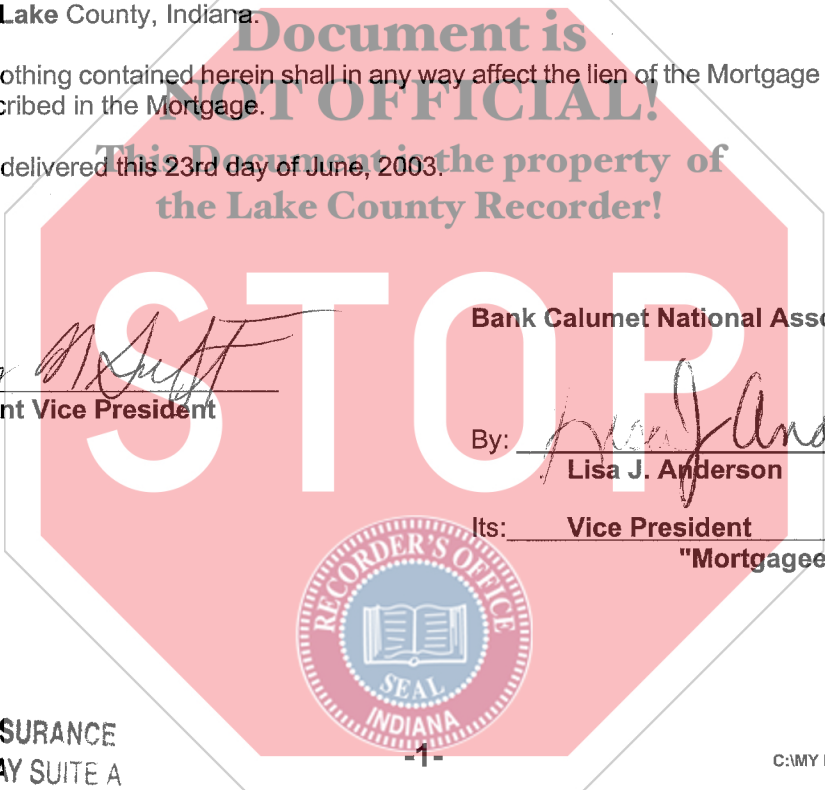 Lake County, Indiana.
Document is
othing contained herein shall in any way affect the lien of the Mortgage
NOT OFFICIAL!
cribed in the Mortgage.
This Document is the property of
delivered this 23rd day of June, 2003.
the Lake County Recorder!
STOP
Bank Calumet National Asso
nt Vice President
By:
Lisa J. Anderson
Its: Vice President
"Mortgagee
RECORDER'S OFFICE
SEAL
INDIANA
SURANCE
AY SUITE A
-1-
C:\MY